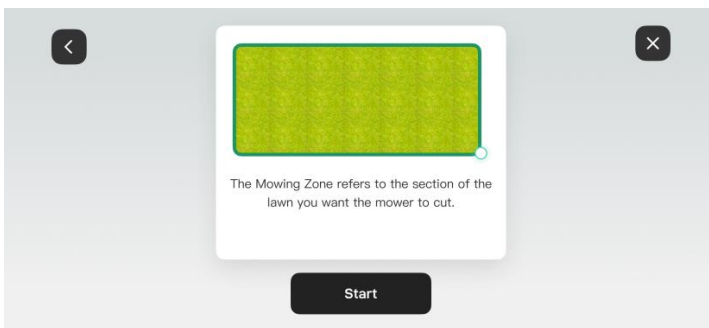 The Mowing Zone refers to the section of the
lawn you want the mower to cut.
Start